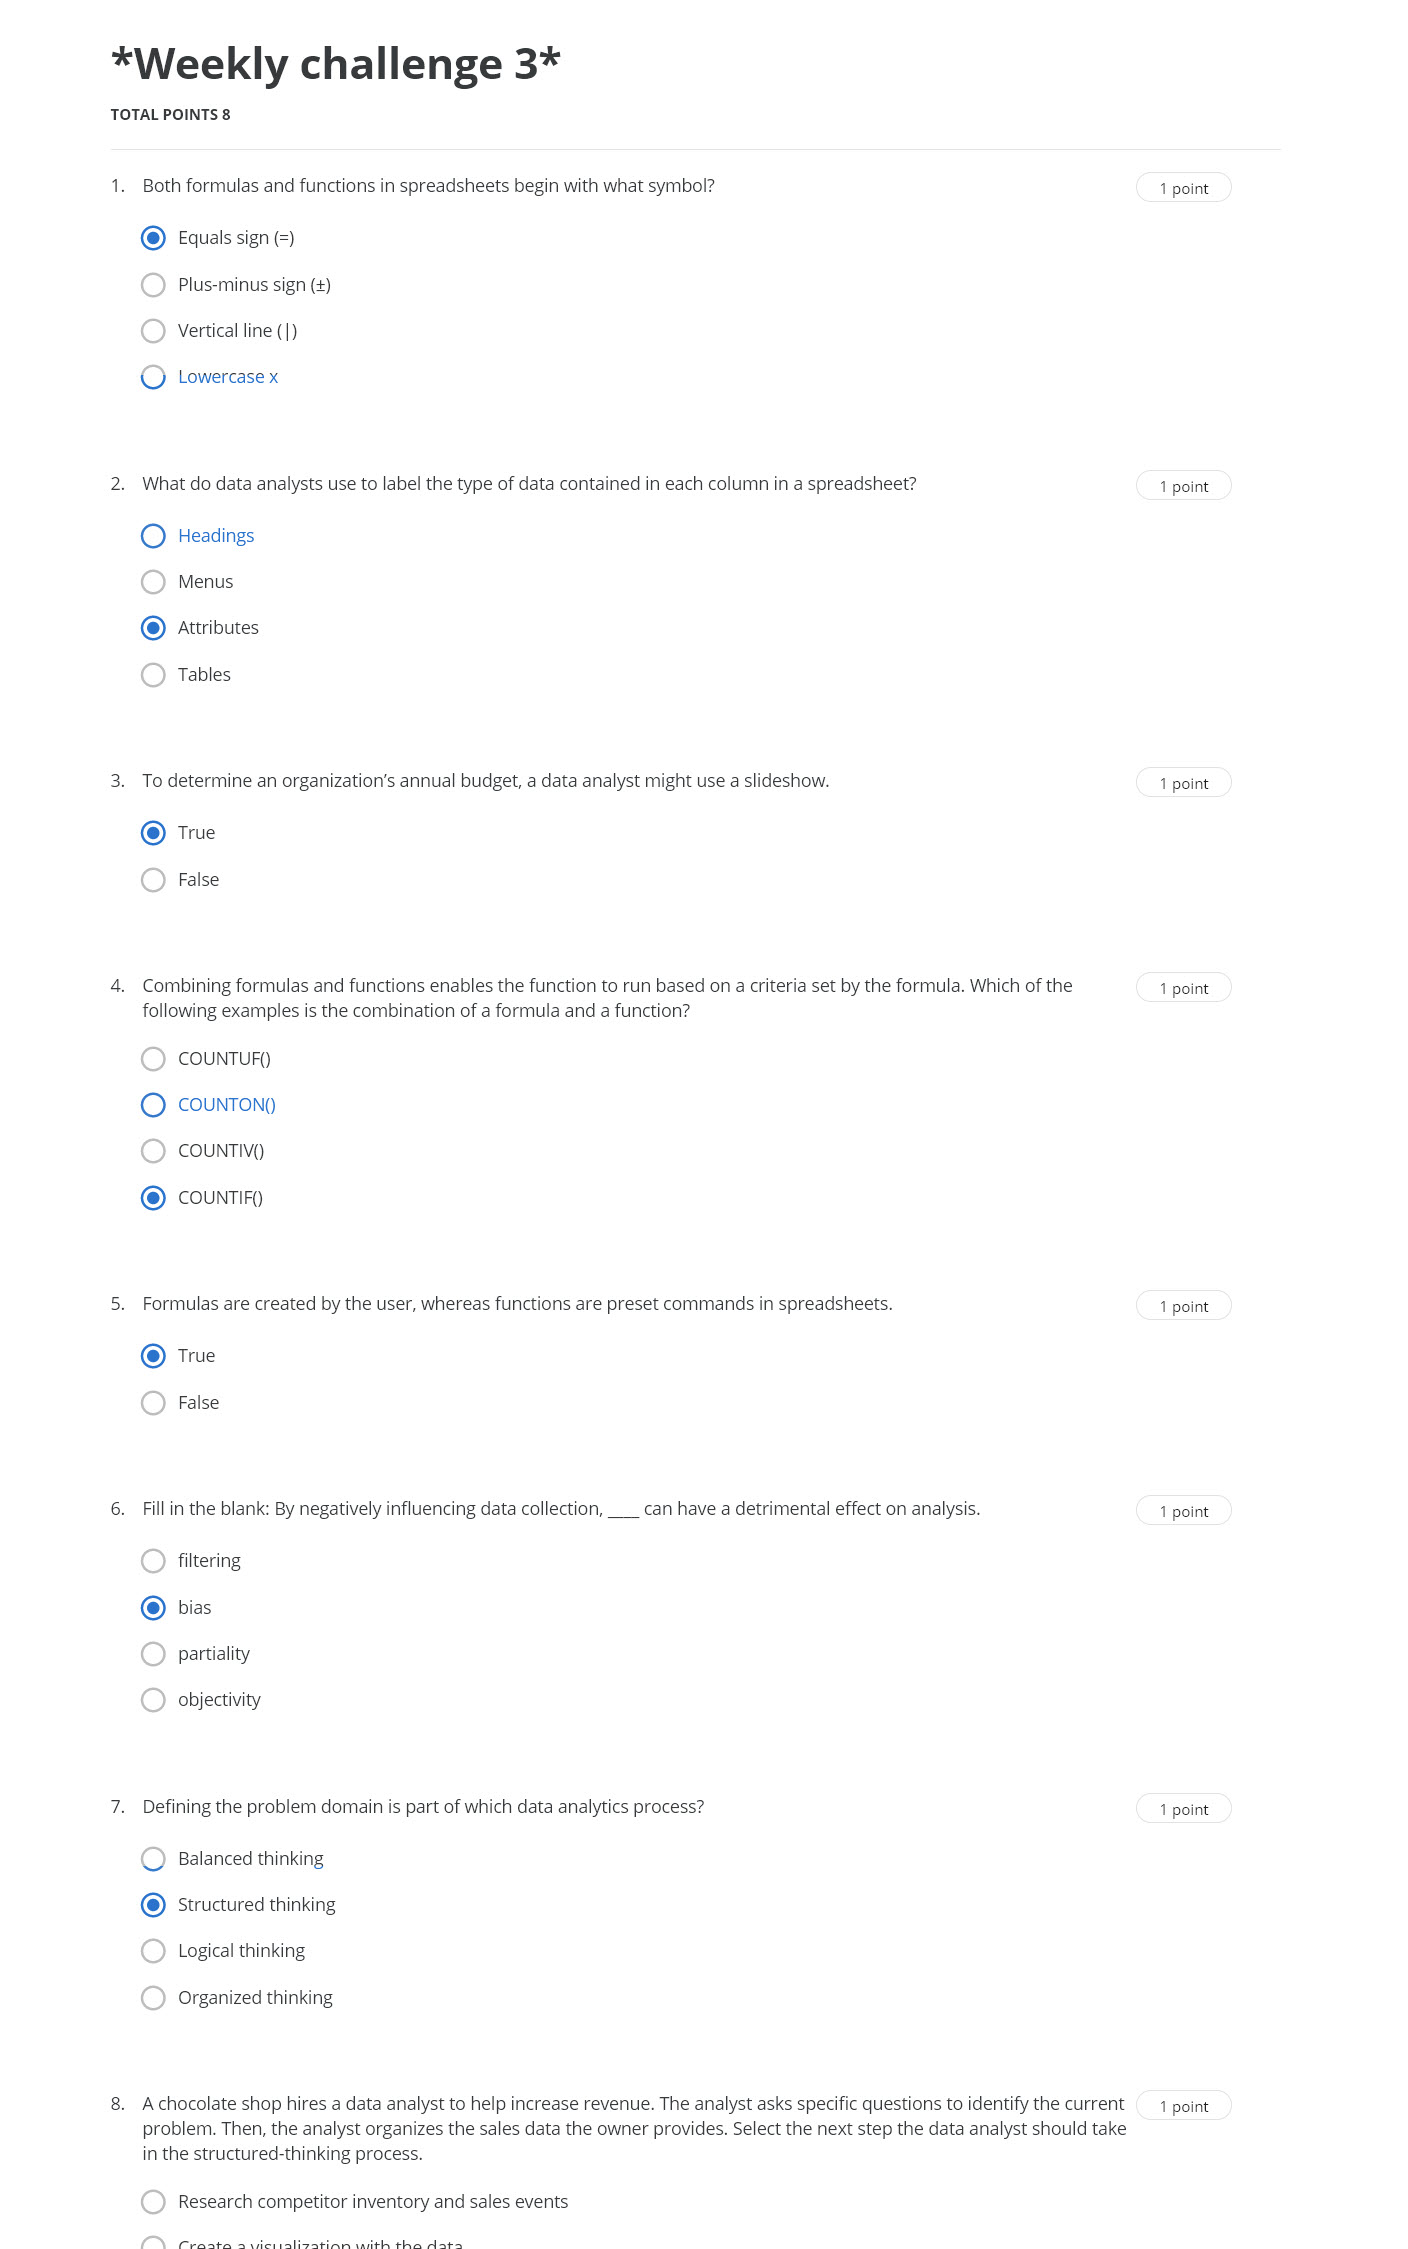 *Weekly challenge 3*
TOTAL POINTS 8
1. Both formulas and functions in spreadsheets begin with what symbol?
1 point
Equals sign (=)
Plus-minus sign (±)
Vertical line (|)
Lowercase x
2. What do data analysts use to label the type of data contained in each column in a spreadsheet?
1 point
Headings
Menus
Attributes
Tables
3. To determine an organization’s annual budget, a data analyst might use a slideshow.
1 point
True
False
4. Combining formulas and functions enables the function to run based on a criteria set by the formula. Which of the
following examples is the combination of a formula and a function?
1 point
COUNTUF()
COUNTON()
COUNTIV()
COUNTIF()
5. Formulas are created by the user, whereas functions are preset commands in spreadsheets.
1 point
True
False
6. Fill in the blank: By negatively influencing data collection, ____ can have a detrimental effect on analysis.
1 point
filtering
bias
partiality
objectivity
7. Defining the problem domain is part of which data analytics process?
1 point
Balanced thinking
Structured thinking
Logical thinking
Organized thinking
8. A chocolate shop hires a data analyst to help increase revenue. The analyst asks specific questions to identify the current
problem. Then, the analyst organizes the sales data the owner provides. Select the next step the data analyst should take
in the structured-thinking process.
1 point
Research competitor inventory and sales events
Create a visualization with the data